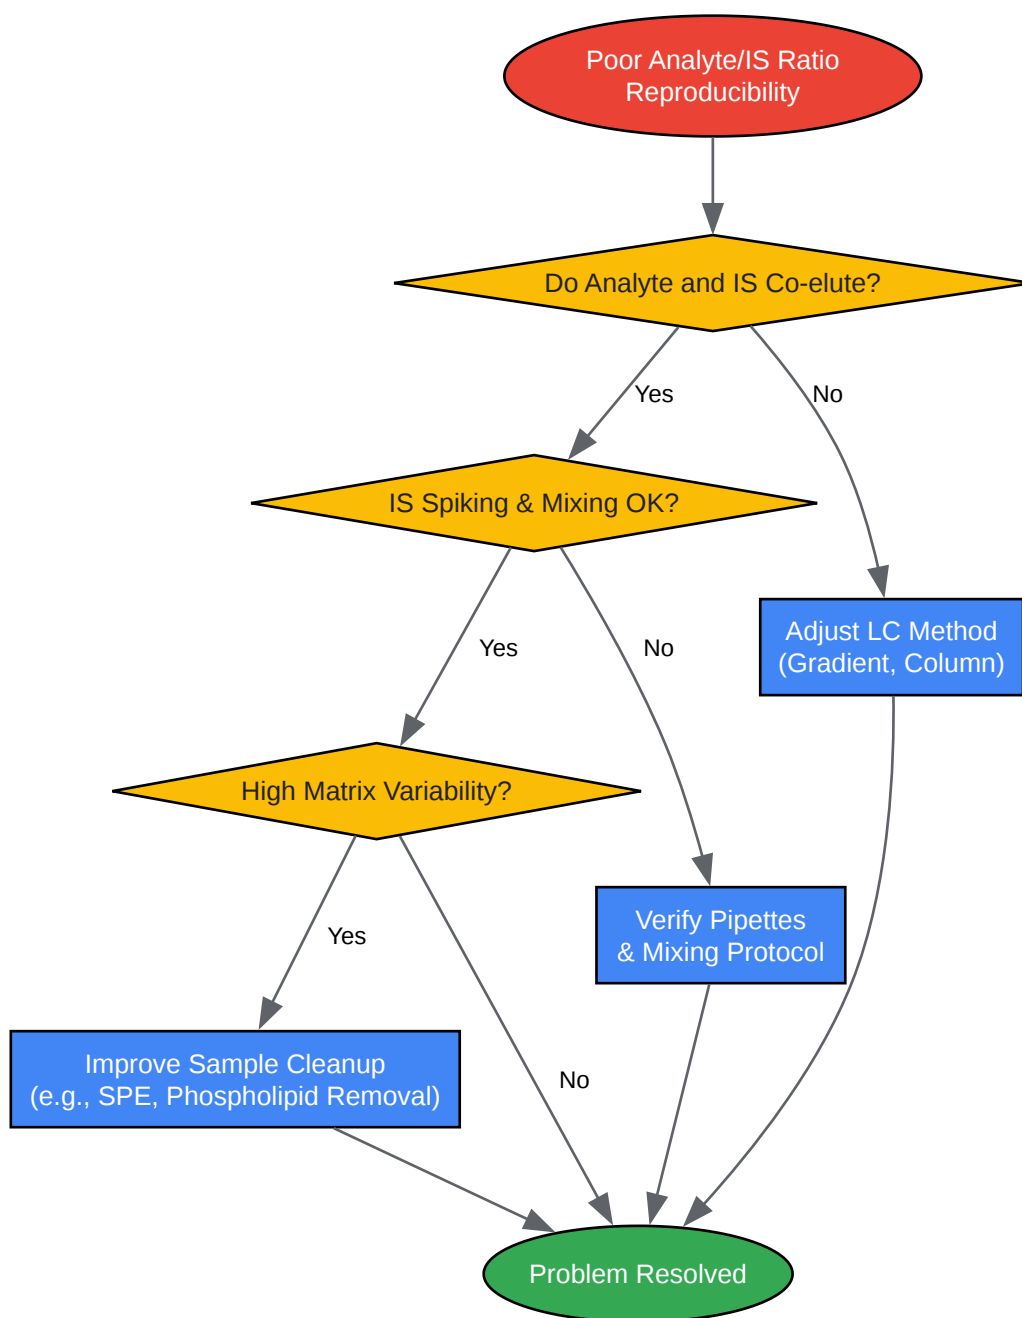 Poor Analyte/IS Ratio
Reproducibility
Do Analyte and IS Co-elute?
Yes
No
IS Spiking & Mixing OK?
Yes
No
Adjust LC Method
(Gradient, Column)
High Matrix Variability?
Yes
No
Verify Pipettes
& Mixing Protocol
Improve Sample Cleanup
(e.g., SPE, Phospholipid Removal)
Problem Resolved